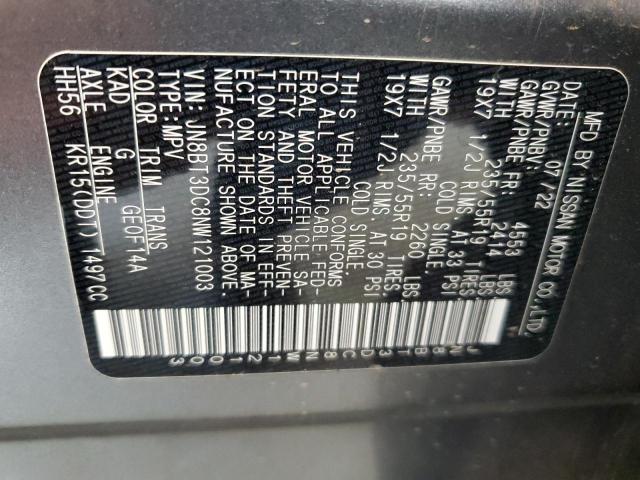 MFD BY NISSAN MOTOR CO.,LTD.
DATE: 07/22
GVWR/PNBV: 4553 LBS.
GAWR/PNBE FR: 2414 LBS.
WITH 235/55R19 TIRES,
19X7 1/2J RIMS AT 33 PSI
COLD SINGLE.
GAWR/PNBE RR: 2260 LBS
WITH 235/55R19 TIRES,
19X7 1/2J RIMS AT 30 PSI
COLD SINGLE.
THIS VEHICLE CONFORMS
TO ALL APPLICABLE FED-
ERAL MOTOR VEHICLE SA-
FETY AND THEFT PREVEN-
TION STANDARDS IN EFF-
ECT ON THE DATE OF MA-
NUFACTURE SHOWN ABOVE.
VIN: JN8BT3DC8NW121003
TYPE:MPV
COLOR TRIM TRANS
KAD G GE0F14A
AXLE ENGINE
HH56 KR15(DDT) 1497CC
JN8BT3DC8NW121003